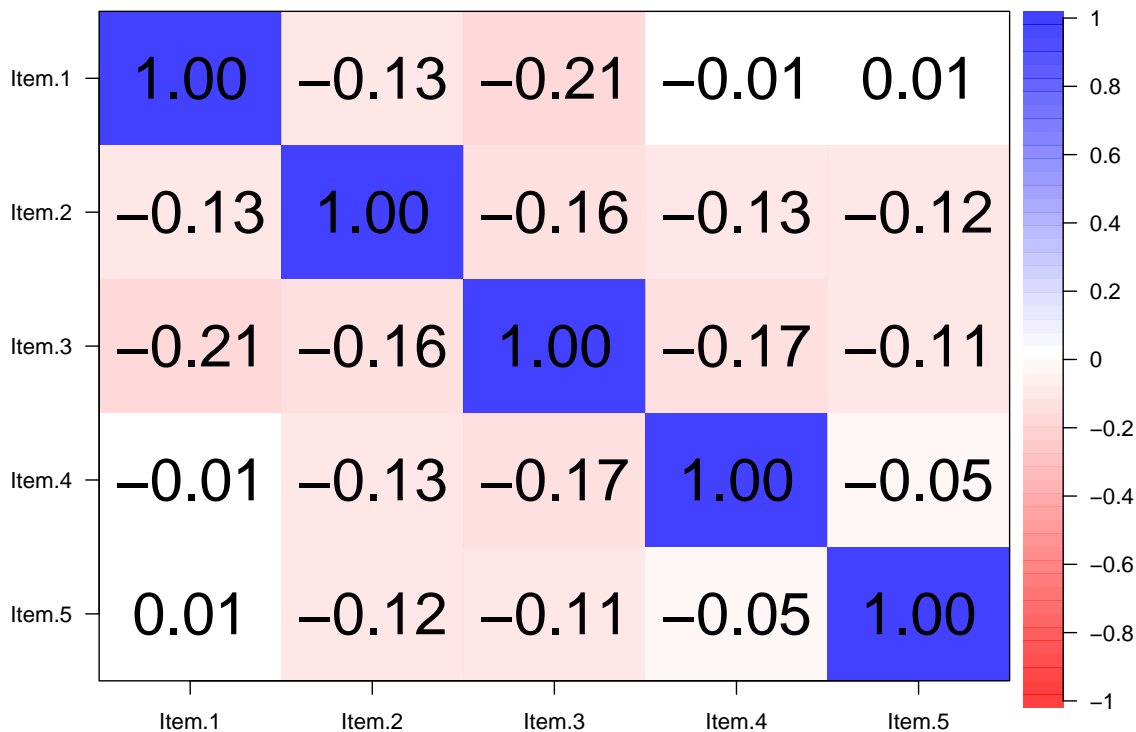 Item.1 1.00 −0.13 −0.21 −0.01 0.01
Item.2 −0.13 1.00 −0.16 −0.13 −0.12
Item.3 −0.21 −0.16 1.00 −0.17 −0.11
Item.4 −0.01 −0.13 −0.17 1.00 −0.05
Item.5 0.01 −0.12 −0.11 −0.05 1.00
Item.1 Item.2 Item.3 Item.4 Item.5
1
0.8
0.6
0.4
0.2
0
−0.2
−0.4
−0.6
−0.8
−1